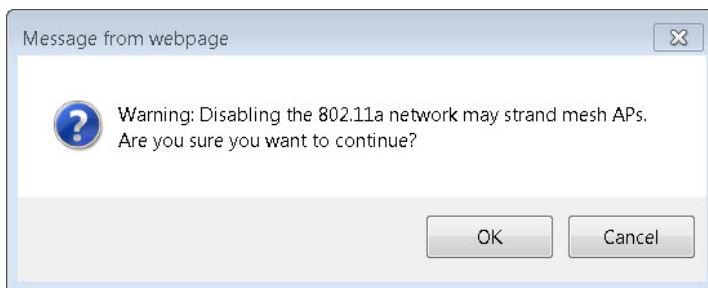 Message from webpage
Warning: Disabling the 802.11a network may strand mesh APs.
Are you sure you want to continue?
OK
Cancel